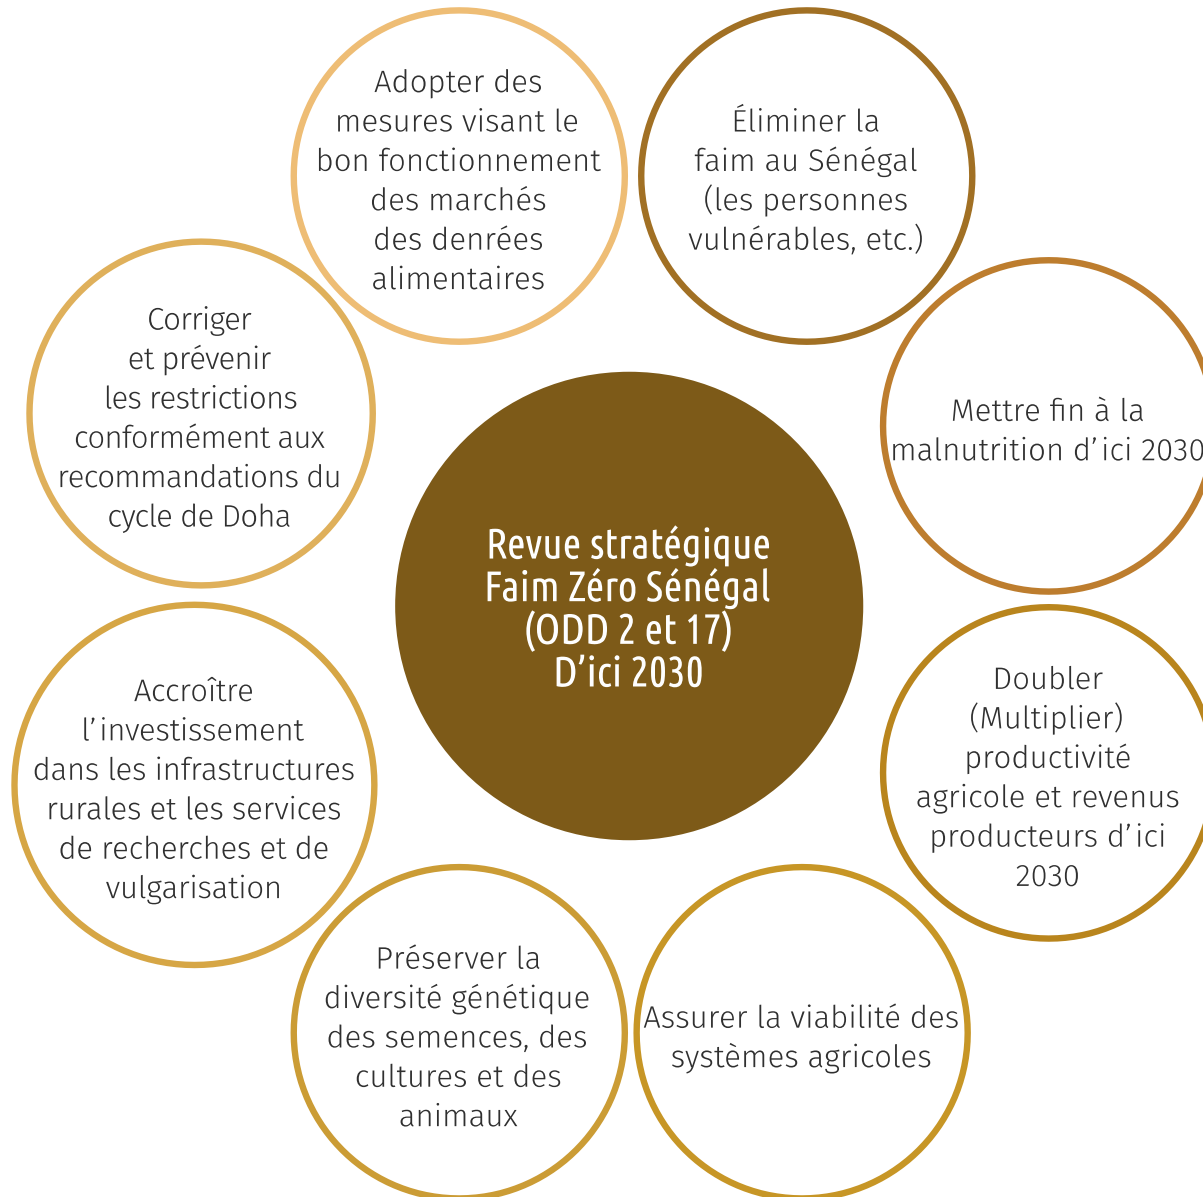 Adopter des
mesures visant le
bon fonctionnement
des marchés
des denrées
alimentaires
Éliminer la
faim au Sénégal
(les personnes
vulnérables, etc.)
Mettre fin à la
malnutrition d’ici 2030
Doubler
(Multiplier)
productivité
agricole et revenus
producteurs d’ici
2030
Assurer la viabilité des
systèmes agricoles
Préserver la
diversité génétique
des semences, des
cultures et des
animaux
Accroître
l’investissement
dans les infrastructures
rurales et les services
de recherches et de
vulgarisation
Corriger
et prévenir
les restrictions
conformément aux
recommandations du
cycle de Doha
Revue stratégique
Faim Zéro Sénégal
(ODD 2 et 17)
D’ici 2030